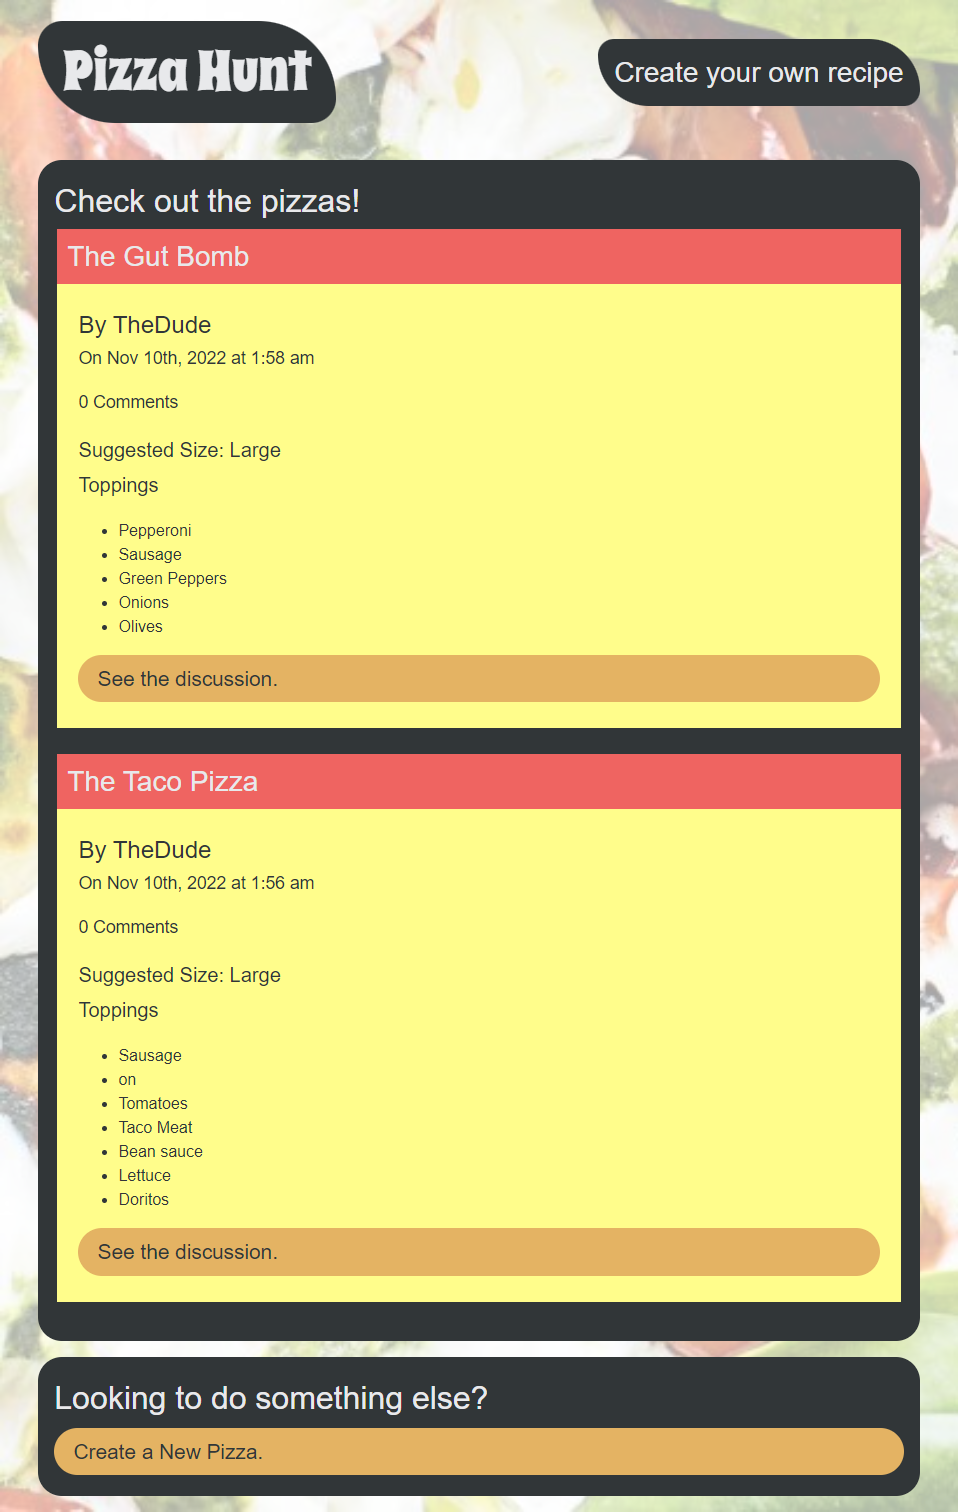 Pizza Hunt
Create your own recipe
Check out the pizzas!
The Gut Bomb
By TheDude
On Nov 10th, 2022 at 1:58 am
0 Comments
Suggested Size: Large
Toppings
Pepperoni
Sausage
Green Peppers
Onions
Olives
See the discussion.
The Taco Pizza
By TheDude
On Nov 10th, 2022 at 1:56 am
0 Comments
Suggested Size: Large
Toppings
Sausage
on
Tomatoes
Taco Meat
Bean sauce
Lettuce
Doritos
See the discussion.
Looking to do something else?
Create a New Pizza.